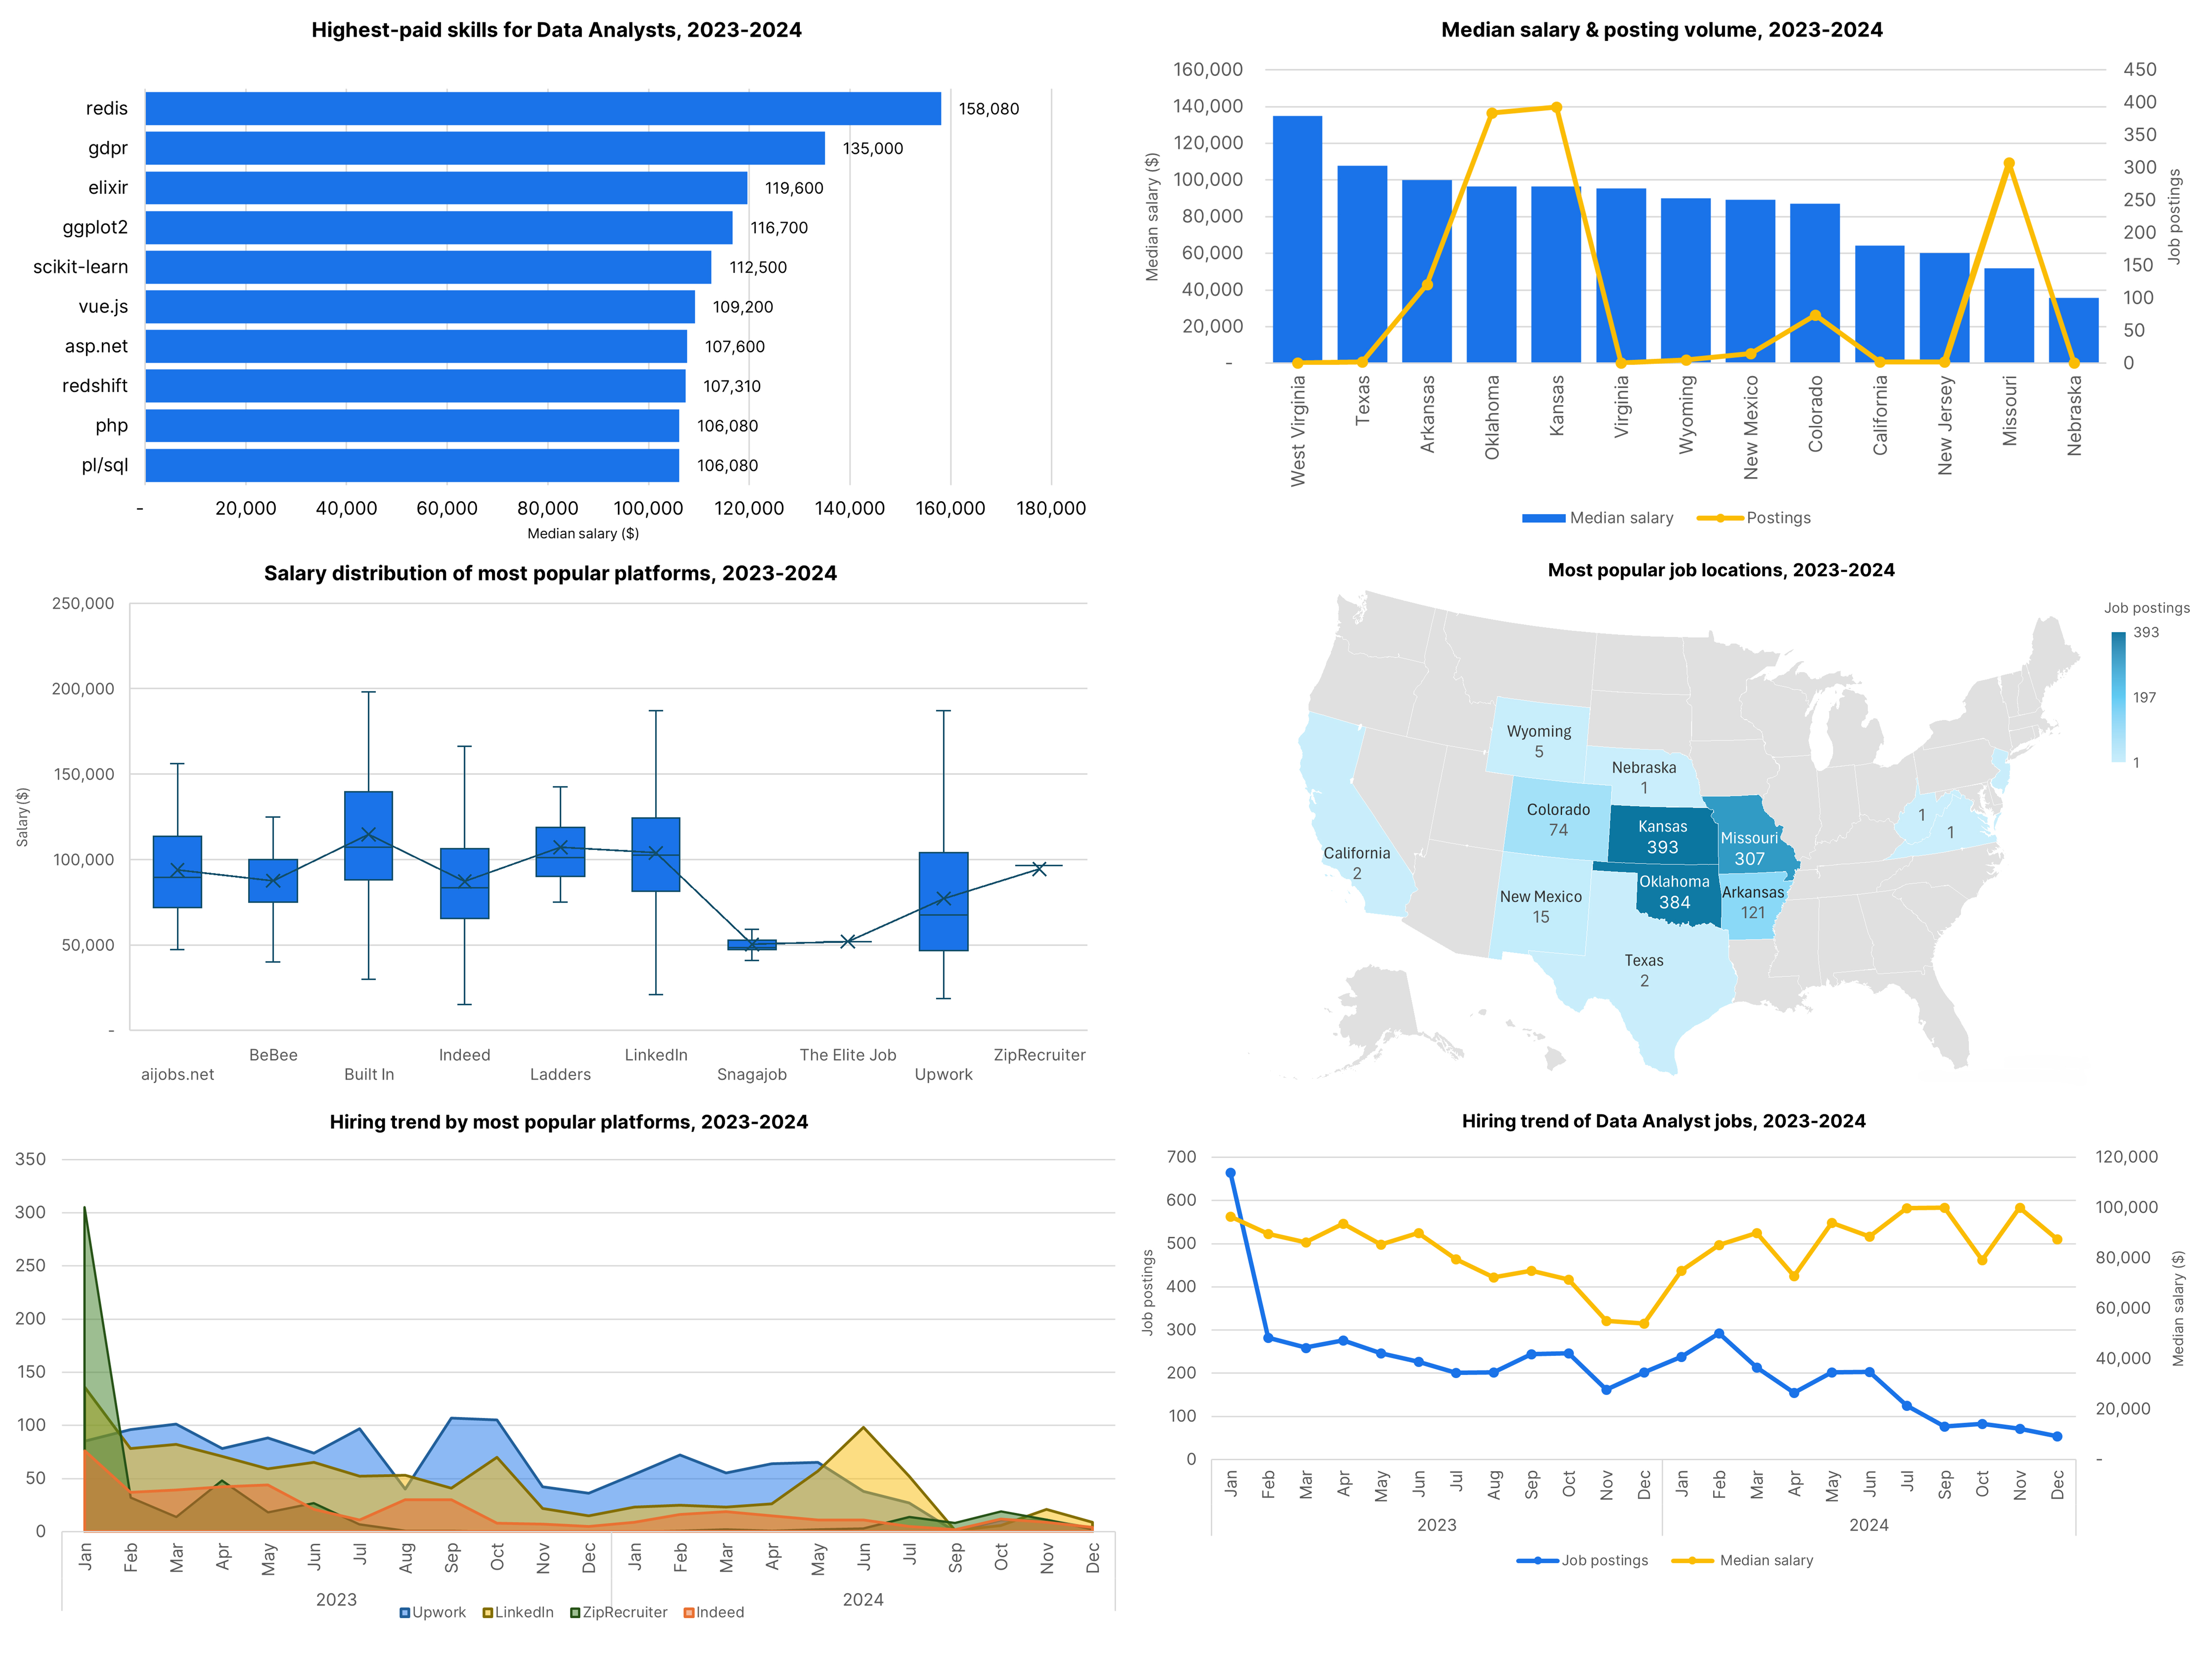 Highest-paid skills for Data Analysts, 2023-2024
redis 158,080
gdpr 135,000
elixir 119,600
ggplot2 116,700
scikit-learn 112,500
vue.js 109,200
asp.net 107,600
redshift 107,310
php 106,080
pl/sql 106,080
- 20,000 40,000 60,000 80,000 100,000 120,000 140,000 160,000 180,000
Median salary ($)
Median salary & posting volume, 2023-2024
160,000 450
140,000 400
120,000 350
100,000 300
80,000 250
60,000 200
40,000 150
20,000 100
- 50
0
Median salary ($)
Job postings
West Virginia Texas Arkansas Oklahoma Kansas Virginia Wyoming New Mexico Colorado California New Jersey Missouri Nebraska
Median salary Postings
Salary distribution of most popular platforms, 2023-2024
250,000
200,000
150,000
100,000
50,000
-
Salary ($)
BeBee Indeed LinkedIn The Elite Job ZipRecruiter
aijobs.net Built In Ladders Snagajob Upwork
Most popular job locations, 2023-2024
Job postings
393
197
1
Wyoming
5
Nebraska
1
Colorado
74
Kansas
393
Missouri
307
1
1
California
2
New Mexico
15
Oklahoma
384
Arkansas
121
Texas
2
Hiring trend by most popular platforms, 2023-2024
350
300
250
200
150
100
50
0
Jan Feb Mar Apr May Jun Jul Aug Sep Oct Nov Dec Jan Feb Mar Apr May Jun Jul Sep Oct Nov Dec
2023 2024
Upwork LinkedIn ZipRecruiter Indeed
Hiring trend of Data Analyst jobs, 2023-2024
700 120,000
600 100,000
500 80,000
400 60,000
300 40,000
200 20,000
100 -
0
Job postings
Median salary ($)
Jan Feb Mar Apr May Jun Jul Aug Sep Oct Nov Dec Jan Feb Mar Apr May Jun Jul Sep Oct Nov Dec
2023 2024
Job postings Median salary